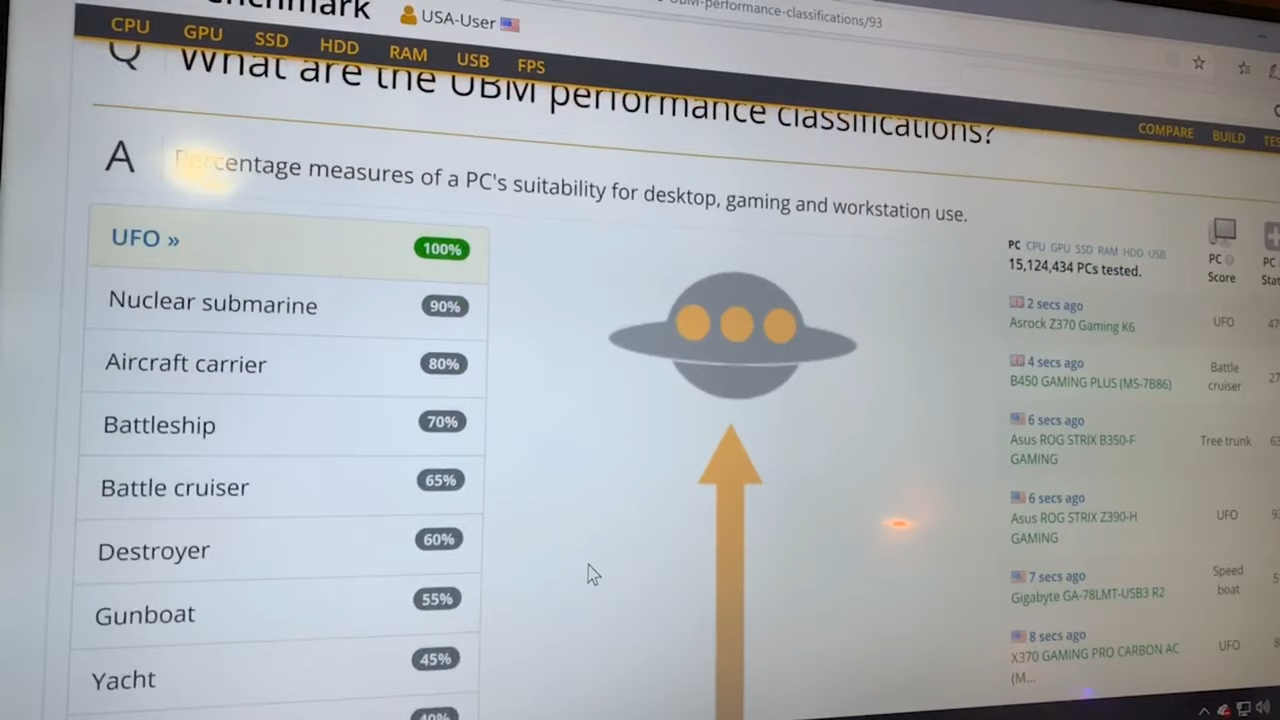 UBM-performance-classifications/93
USA-User
CPU GPU SSD HDD RAM USB FPS
COMPARE BUILD
Q What are the UBM performance classifications?
A Percentage measures of a PC's suitability for desktop, gaming and workstation use.
UFO » 100%
Nuclear submarine 90%
Aircraft carrier 80%
Battleship 70%
Battle cruiser 65%
Destroyer 60%
Gunboat 55%
Yacht 45%
40%
PC CPU GPU SSD RAM HDD USB
15,124,434 PCs tested.
PC
Score
PC
2 secs ago
Asrock Z370 Gaming K6
UFO
4 secs ago
B450 GAMING PLUS (MS-7B86)
Battle
cruiser
6 secs ago
Asus ROG STRIX B350-F
GAMING
Tree trunk
6 secs ago
Asus ROG STRIX Z390-H
GAMING
UFO
7 secs ago
Gigabyte GA-78LMT-USB3 R2
Speed
boat
8 secs ago
X370 GAMING PRO CARBON AC
(M...
UFO